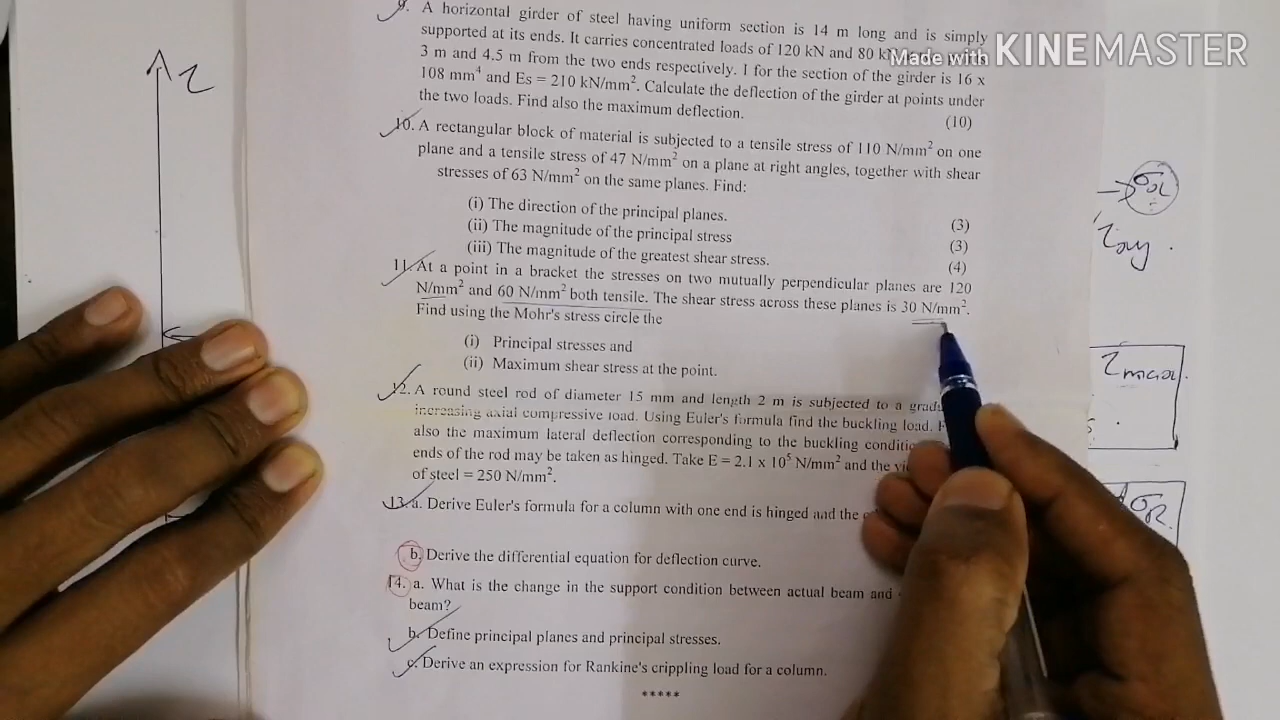 Made with KINEMASTER
τ
9. A horizontal girder of steel having uniform section is 14 m long and is simply
supported at its ends. It carries concentrated loads of 120 kN and 80 kN
3 m and 4.5 m from the two ends respectively. I for the section of the girder is 16 x
108 mm⁴ and Es = 210 kN/mm². Calculate the deflection of the girder at points under
the two loads. Find also the maximum deflection. (10)
10. A rectangular block of material is subjected to a tensile stress of 110 N/mm² on one
plane and a tensile stress of 47 N/mm² on a plane at right angles, together with shear
stresses of 63 N/mm² on the same planes. Find:
(i) The direction of the principal planes. (3)
(ii) The magnitude of the principal stress (3)
(iii) The magnitude of the greatest shear stress. (4)
11. At a point in a bracket the stresses on two mutually perpendicular planes are 120
N/mm² and 60 N/mm² both tensile. The shear stress across these planes is 30 N/mm².
Find using the Mohr's stress circle the
(i) Principal stresses and
(ii) Maximum shear stress at the point.
12. A round steel rod of diameter 15 mm and length 2 m is subjected to a
increasing axial compressive load. Using Euler's formula find the buckling load.
also the maximum lateral deflection corresponding to the buckling
ends of the rod may be taken as hinged. Take E = 2.1 x 10⁵ N/mm² and the
of steel = 250 N/mm².
13. a. Derive Euler's formula for a column with one end is hinged and the
b. Derive the differential equation for deflection curve.
14. a. What is the change in the support condition between actual beam and
beam?
b. Define principal planes and principal stresses.
c. Derive an expression for Rankine's crippling load for a column.
*****
τmax.